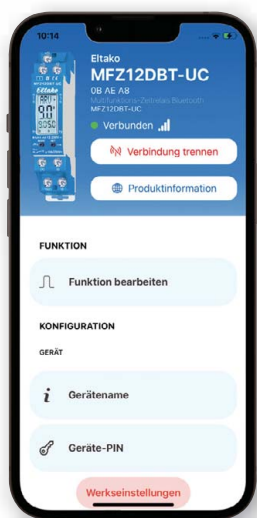 10:14
Eltako
MFZ12DBT-UC
0B AE A8
Multifunktions-Zeitrelais Bluetooth
MFZ12DBT-UC
Verbunden
Verbindung trennen
Produktinformation
FUNKTION
Funktion bearbeiten
KONFIGURATION
GERÄT
Gerätename
Geräte-PIN
Werkseinstellungen
Eltako